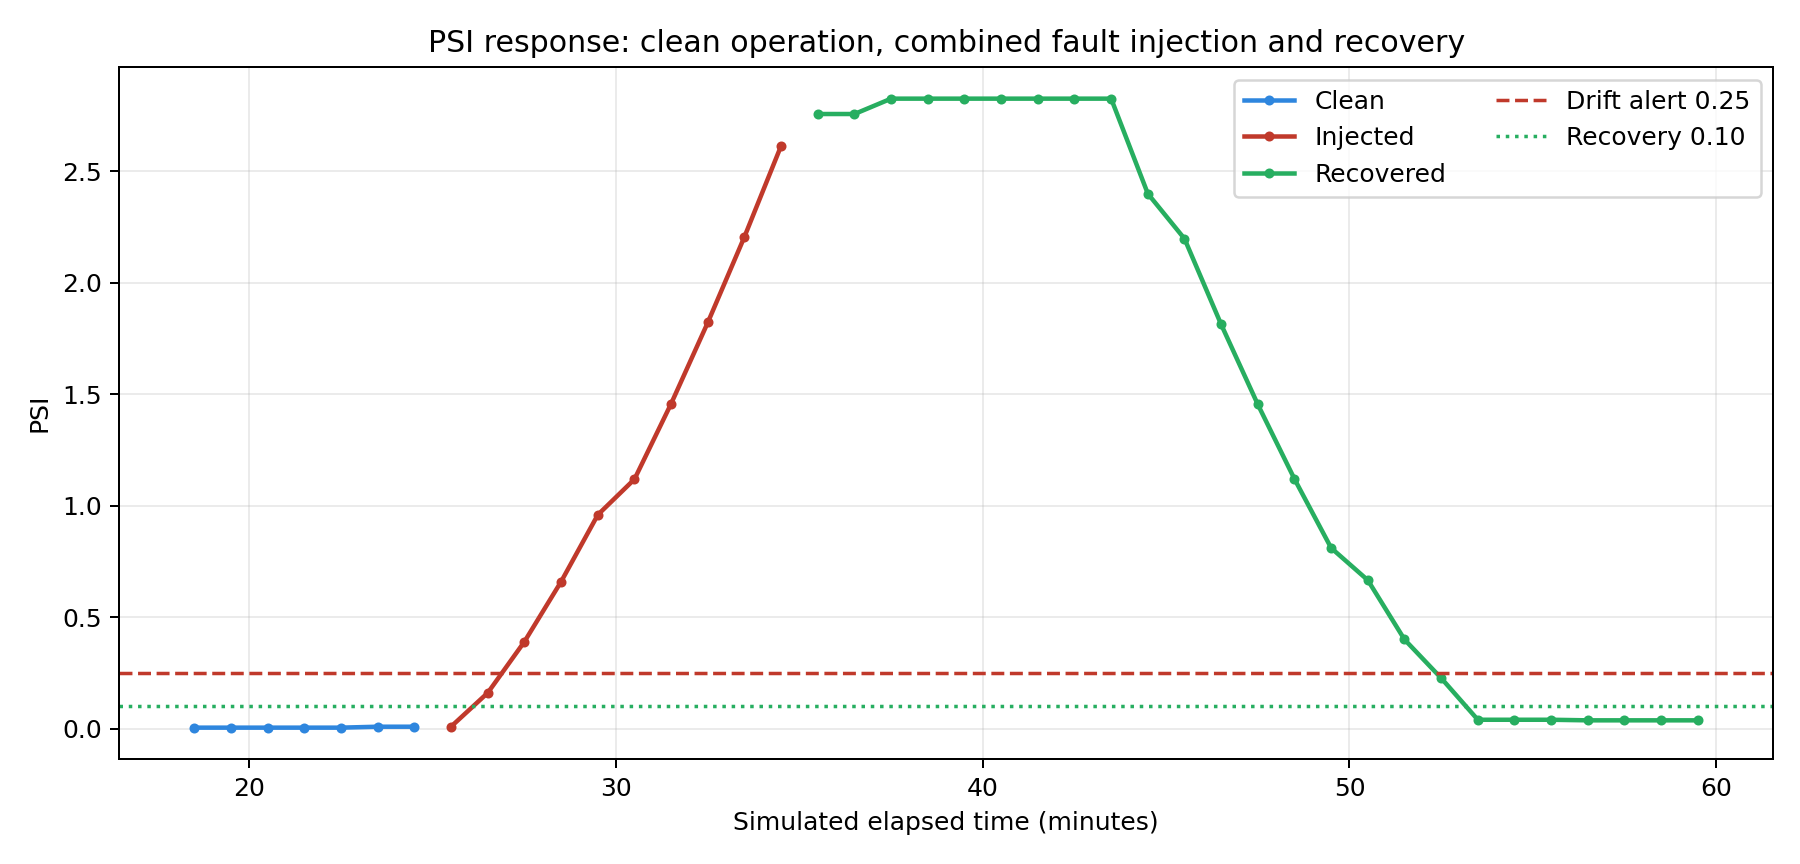 PSI response: clean operation, combined fault injection and recovery
Clean
Injected
Recovered
Drift alert 0.25
Recovery 0.10
PSI
2.5
2.0
1.5
1.0
0.5
0.0
20
30
40
50
60
Simulated elapsed time (minutes)